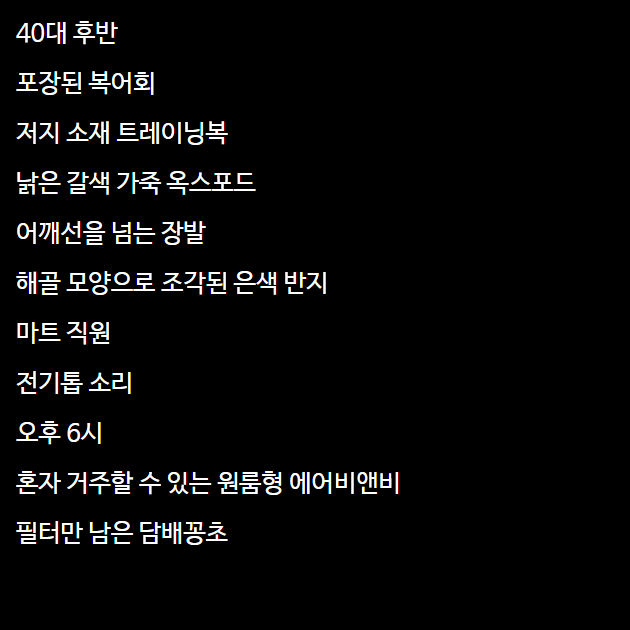 40대 후반
포장된 복어회
저지 소재 트레이닝복
낡은 갈색 가죽 옥스포드
어깨선을 넘는 장발
해골 모양으로 조각된 은색 반지
마트 직원
전기톱 소리
오후 6시
혼자 거주할 수 있는 원룸형 에어비앤비
필터만 남은 담배꽁초